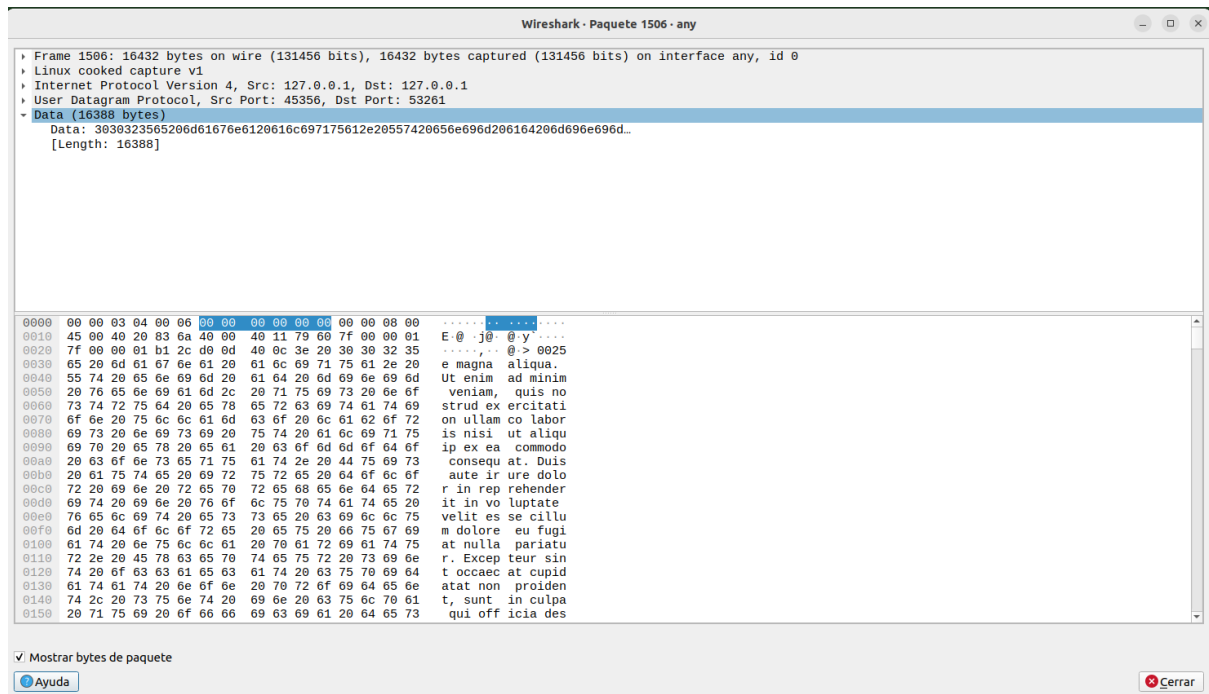 Wireshark · Paquete 1506 · any
Frame 1506: 16432 bytes on wire (131456 bits), 16432 bytes captured (131456 bits) on interface any, id 0
Linux cooked capture v1
Internet Protocol Version 4, Src: 127.0.0.1, Dst: 127.0.0.1
User Datagram Protocol, Src Port: 45356, Dst Port: 53261
Data (16388 bytes)
Data: 3030323565206d61676e6120616c697175612e20557420656e696d206164206d696e696d…
[Length: 16388]
0000 00 00 03 04 00 06 00 00 00 00 00 00 00 00 08 00 ········ ········
0010 45 00 40 20 83 6a 40 00 40 11 79 60 7f 00 00 01 E·@ ·j@· @·y`····
0020 7f 00 00 01 b1 2c d0 0d 40 0c 3e 20 30 30 32 35 ·····,·· @·> 0025
0030 65 20 6d 61 67 6e 61 20 61 6c 69 71 75 61 2e 20 e magna aliqua.
0040 55 74 20 65 6e 69 6d 20 61 64 20 6d 69 6e 69 6d Ut enim ad minim
0050 20 76 65 6e 69 61 6d 2c 20 71 75 69 73 20 6e 6f veniam, quis no
0060 73 74 72 75 64 20 65 78 65 72 63 69 74 61 74 69 strud ex ercitati
0070 6f 6e 20 75 6c 6c 61 6d 63 6f 20 6c 61 62 6f 72 on ullam co labor
0080 69 73 20 6e 69 73 69 20 75 74 20 61 6c 69 71 75 is nisi ut aliqu
0090 69 70 20 65 78 20 65 61 20 63 6f 6d 6d 6f 64 6f ip ex ea commodo
00a0 20 63 6f 6e 73 65 71 75 61 74 2e 20 44 75 69 73 consequ at. Duis
00b0 20 61 75 74 65 20 69 72 75 72 65 20 64 6f 6c 6f aute ir ure dolo
00c0 72 20 69 6e 20 72 65 70 72 65 68 65 6e 64 65 72 r in rep rehender
00d0 69 74 20 69 6e 20 76 6f 6c 75 70 74 61 74 65 20 it in vo luptate
00e0 76 65 6c 69 74 20 65 73 73 65 20 63 69 6c 6c 75 velit es se cillu
00f0 6d 20 64 6f 6c 6f 72 65 20 65 75 20 66 75 67 69 m dolore eu fugi
0100 61 74 20 6e 75 6c 6c 61 20 70 61 72 69 61 74 75 at nulla pariatu
0110 72 2e 20 45 78 63 65 70 74 65 75 72 20 73 69 6e r. Excep teur sin
0120 74 20 6f 63 63 61 65 63 61 74 20 63 75 70 69 64 t occaec at cupid
0130 61 74 61 74 20 6e 6f 6e 20 70 72 6f 69 64 65 6e atat non proiden
0140 74 2c 20 73 75 6e 74 20 69 6e 20 63 75 6c 70 61 t, sunt in culpa
0150 20 71 75 69 20 6f 66 66 69 63 69 61 20 64 65 73 qui off icia des
Mostrar bytes de paquete
Ayuda
Cerrar